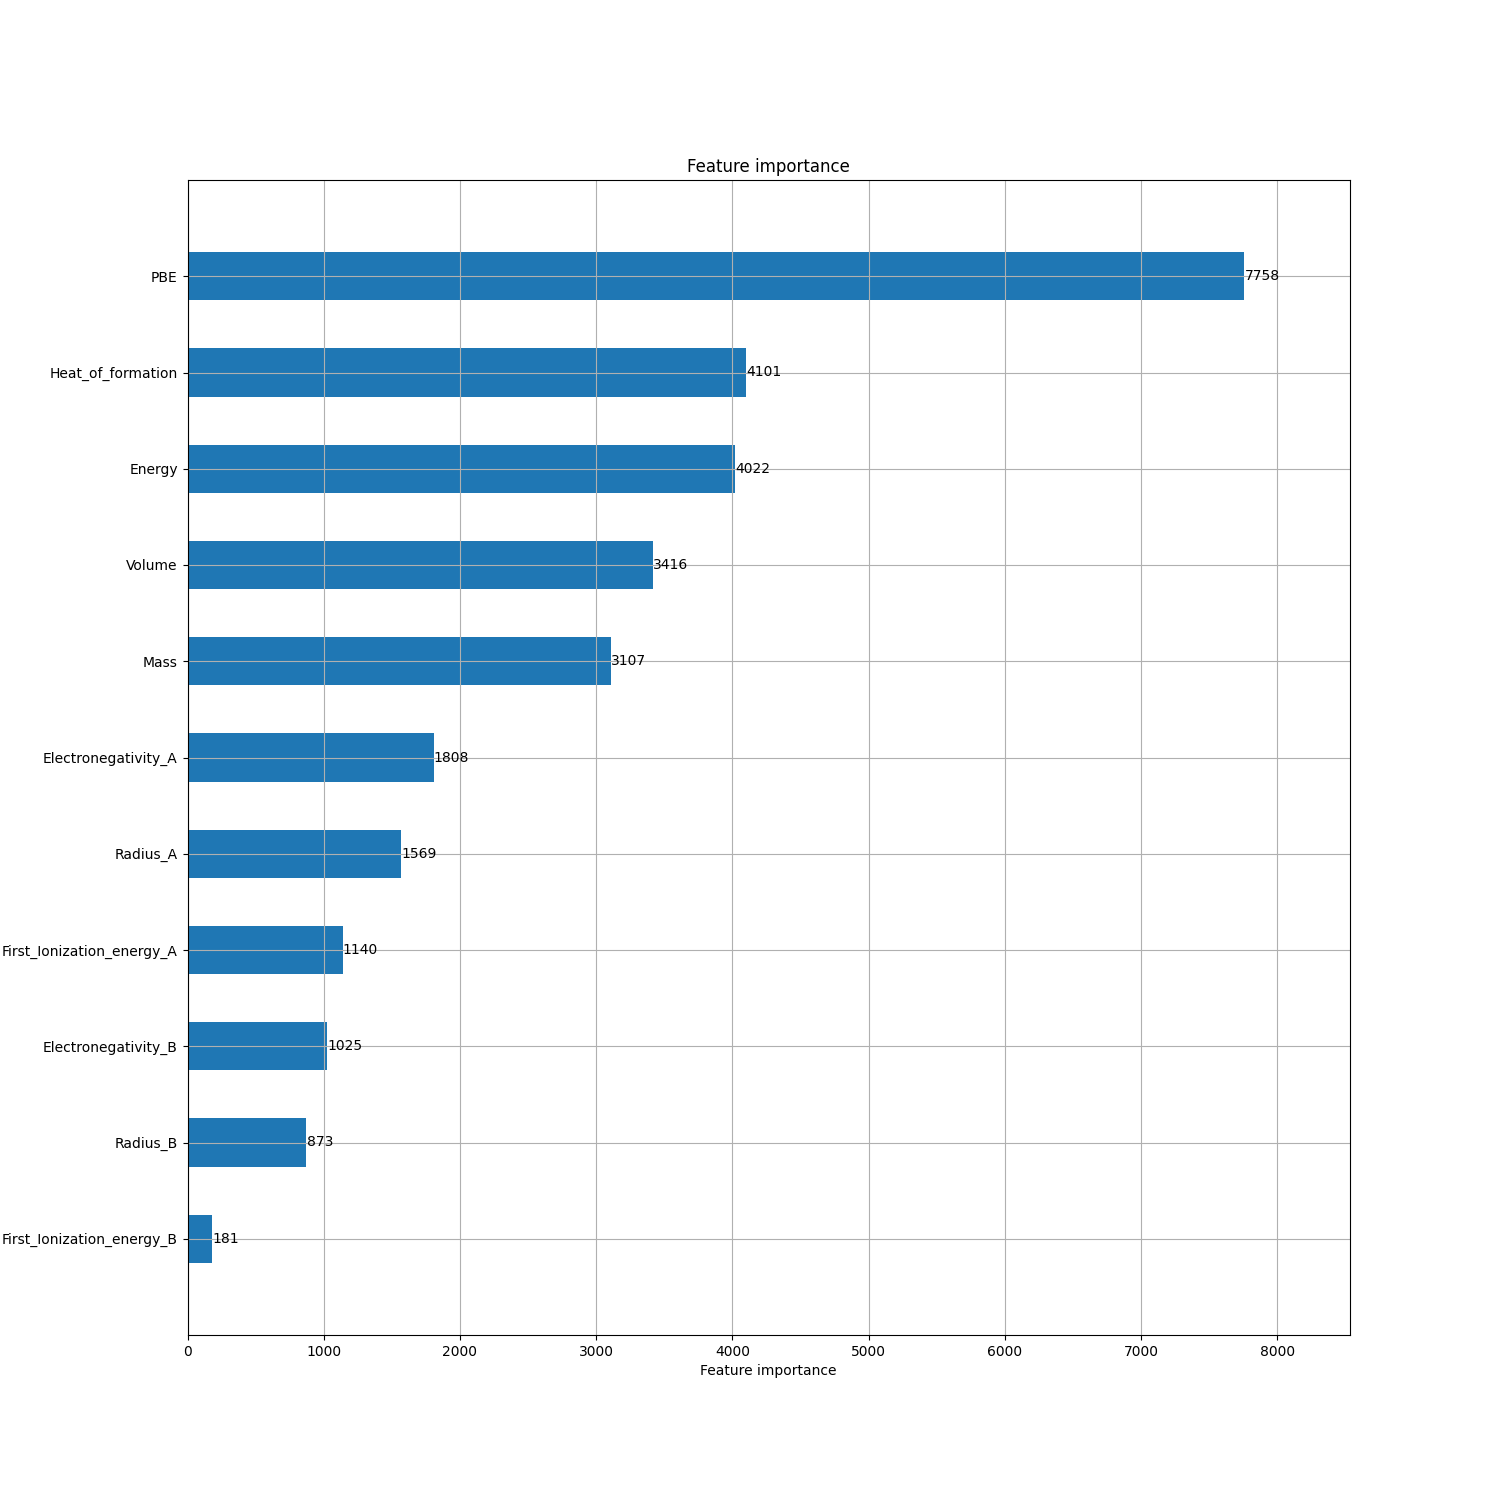 Feature importance
PBE 7758
Heat_of_formation 4101
Energy 4022
Volume 3416
Mass 3107
Electronegativity_A 1808
Radius_A 1569
First_Ionization_energy_A 1140
Electronegativity_B 1025
Radius_B 873
First_Ionization_energy_B 181
0 1000 2000 3000 4000 5000 6000 7000 8000
Feature importance